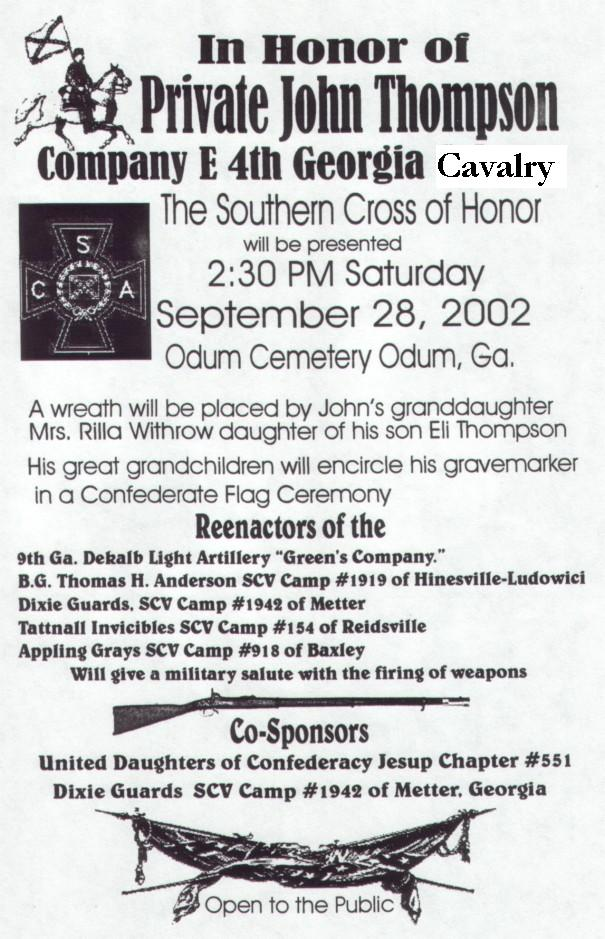 In Honor of
Private John Thompson
Company E 4th Georgia Cavalry
The Southern Cross of Honor
will be presented
2:30 PM Saturday
September 28, 2002
Odum Cemetery Odum, Ga.
S
C A
A wreath will be placed by John's granddaughter
Mrs. Rilla Withrow daughter of his son Eli Thompson
His great grandchildren will encircle his gravemarker
in a Confederate Flag Ceremony
Reenactors of the
9th Ga. Dekalb Light Artillery "Green's Company."
B.G. Thomas H. Anderson SCV Camp #1919 of Hinesville-Ludowici
Dixie Guards, SCV Camp #1942 of Metter
Tattnall Invicibles SCV Camp #154 of Reidsville
Appling Grays SCV Camp #918 of Baxley
Will give a military salute with the firing of weapons
Co-Sponsors
United Daughters of Confederacy Jesup Chapter #551
Dixie Guards SCV Camp #1942 of Metter, Georgia
Open to the Public